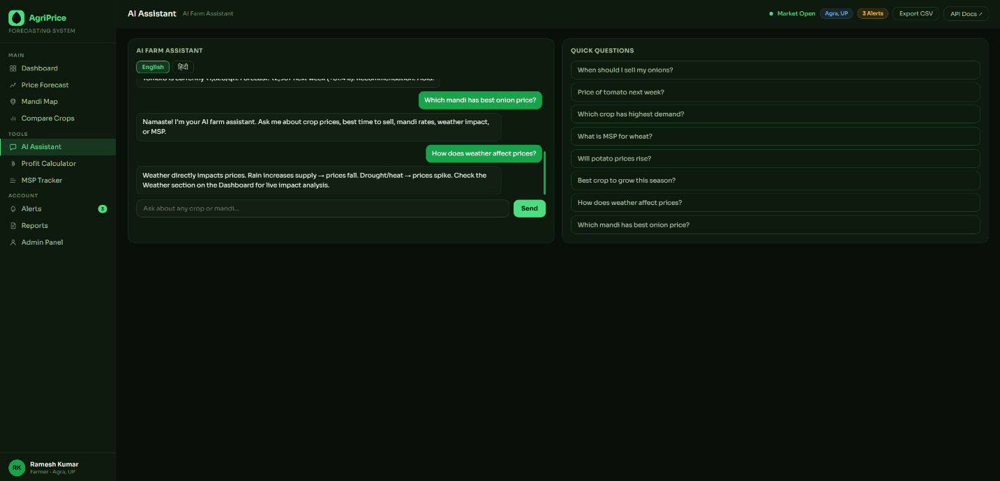 AgriPrice
FORECASTING SYSTEM
MAIN
Dashboard
Price Forecast
Mandi Map
Compare Crops
TOOLS
AI Assistant
Profit Calculator
MSP Tracker
ACCOUNT
Alerts 3
Reports
Admin Panel
RK
Ramesh Kumar
Farmer · Agra, UP
AI Assistant AI Farm Assistant
Market Open Agra, UP 3 Alerts Export CSV API Docs ↗
AI FARM ASSISTANT
English हिंदी
Tomato is currently Forecast: next week Recommendation: Hold.
Which mandi has best onion price?
Namaste! I'm your AI farm assistant. Ask me about crop prices, best time to sell, mandi rates, weather impact,
or MSP.
How does weather affect prices?
Weather directly impacts prices. Rain increases supply → prices fall. Drought/heat → prices spike. Check the
Weather section on the Dashboard for live impact analysis.
Ask about any crop or mandi...
Send
QUICK QUESTIONS
When should I sell my onions?
Price of tomato next week?
Which crop has highest demand?
What is MSP for wheat?
Will potato prices rise?
Best crop to grow this season?
How does weather affect prices?
Which mandi has best onion price?